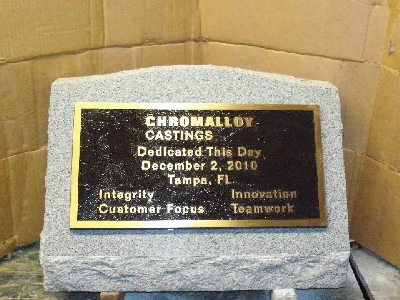 CHROMALLOY
CASTINGS
Dedicated This Day
December 2, 2010
Tampa, FL
Integrity Innovation
Customer Focus Teamwork